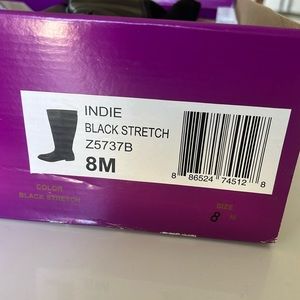 INDIE
BLACK STRETCH
Z5737B
8M
8 86524 74512 8
COLOR
BLACK STRETCH
SIZE
8 M